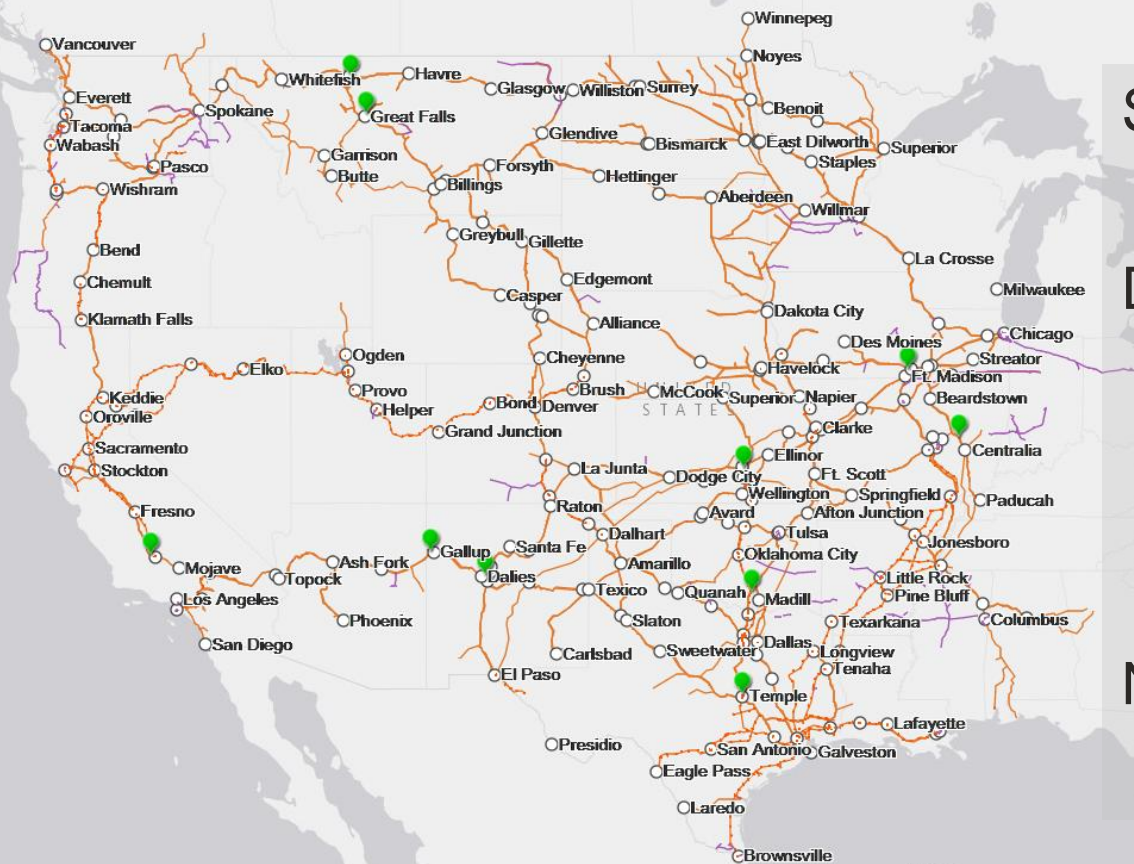 Winnepeg
Vancouver
Noyes
Whitefish
Havre
Glasgow
Williston
Surrey
Everett
Benoit
Spokane
Great Falls
Tacoma
Glendive
Wabash
Bismarck
East Dilworth
Superior
Garrison
Staples
Pasco
Forsyth
Butte
Hettinger
Billings
Wishram
Aberdeen
Willmar
Greybull
Gillette
Bend
La Crosse
Chemult
Edgemont
Milwaukee
Casper
Dakota City
Klamath Falls
Alliance
Chicago
Des Moines
Ogden
Cheyenne
Streator
Elko
Havelock
Ft. Madison
Provo
Brush
UNITED
STATES
McCook
Superior
Napier
Beardstown
Keddie
Helper
Bond
Denver
Oroville
Grand Junction
Clarke
Sacramento
Centralia
Ellinor
Stockton
La Junta
Dodge City
Ft. Scott
Wellington
Springfield
Paducah
Raton
Fresno
Avard
Afton Junction
Dalhart
Tulsa
Jonesboro
Santa Fe
Gallup
Oklahoma City
Ash Fork
Amarillo
Mojave
Topock
Dalies
Little Rock
Texico
Quanah
Pine Bluff
Los Angeles
Madill
Phoenix
Slaton
Texarkana
Columbus
San Diego
Dallas
Carlsbad
Sweetwater
Longview
Tenaha
El Paso
Temple
Lafayette
Presidio
San Antonio
Galveston
Eagle Pass
Laredo
Brownsville